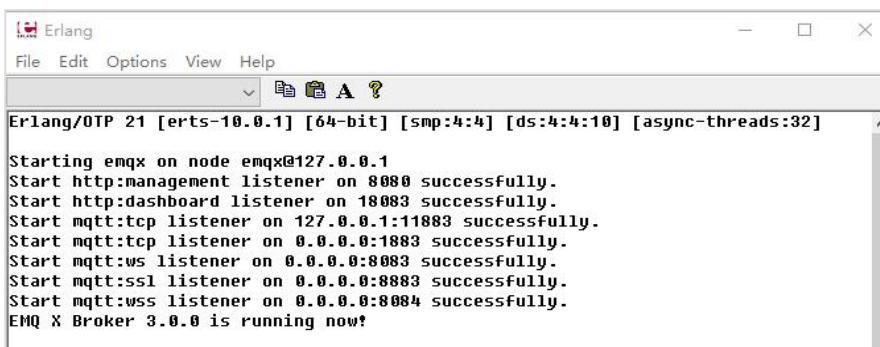 Erlang
File Edit Options View Help
Erlang/OTP 21 [erts-10.0.1] [64-bit] [smp:4:4] [ds:4:4:10] [async-threads:32]
Starting emqx on node emqx@127.0.0.1
Start http:management listener on 8080 successfully.
Start http:dashboard listener on 18083 successfully.
Start mqtt:tcp listener on 127.0.0.1:11883 successfully.
Start mqtt:tcp listener on 0.0.0.0:1883 successfully.
Start mqtt:ws listener on 0.0.0.0:8083 successfully.
Start mqtt:ssl listener on 0.0.0.0:8883 successfully.
Start mqtt:wss listener on 0.0.0.0:8084 successfully.
EMQ X Broker 3.0.0 is running now!